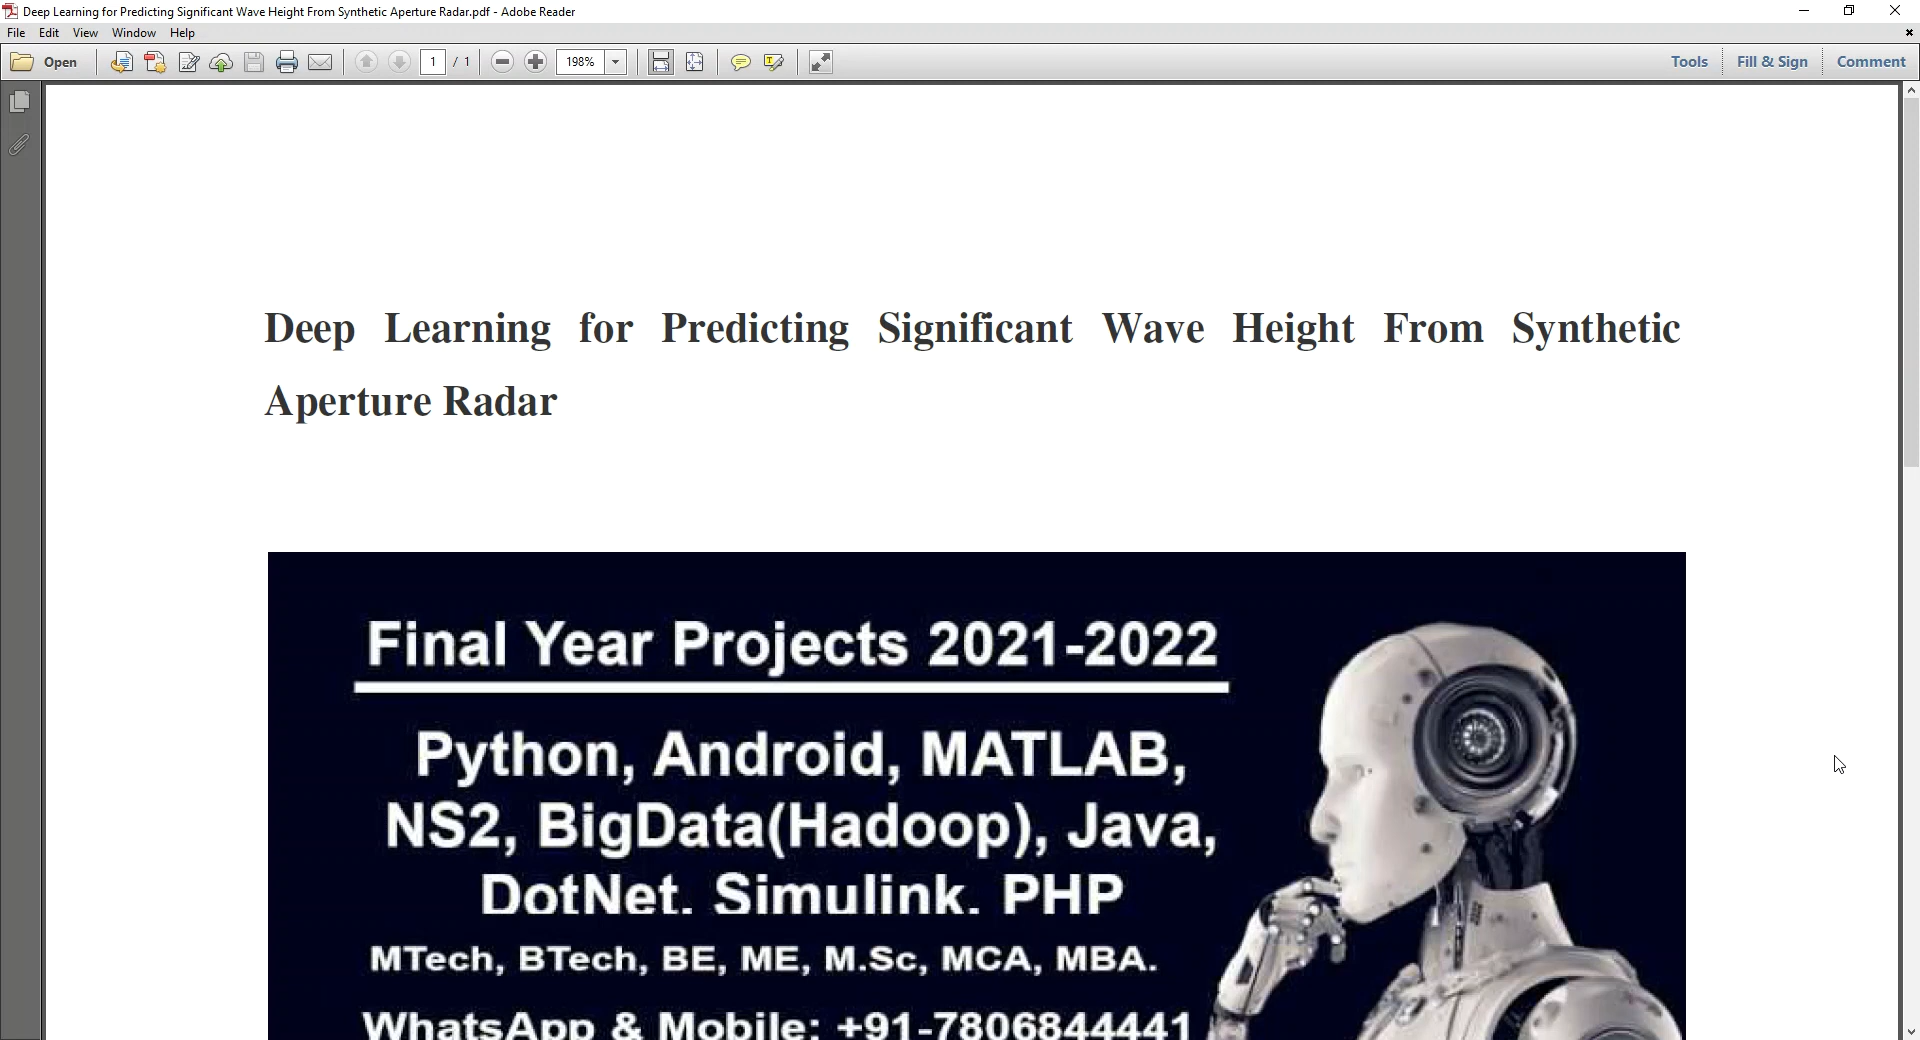 Deep Learning for Predicting Significant Wave Height From Synthetic Aperture Radar.pdf - Adobe Reader
File Edit View Window Help
Open 1 / 1 198% Tools Fill & Sign Comment
Deep Learning for Predicting Significant Wave Height From Synthetic
Aperture Radar
Final Year Projects 2021-2022
Python, Android, MATLAB,
NS2, BigData(Hadoop), Java,
DotNet. Simulink. PHP
MTech, BTech, BE, ME, M.Sc, MCA, MBA.
WhatsApp & Mobile: +91-7806844441